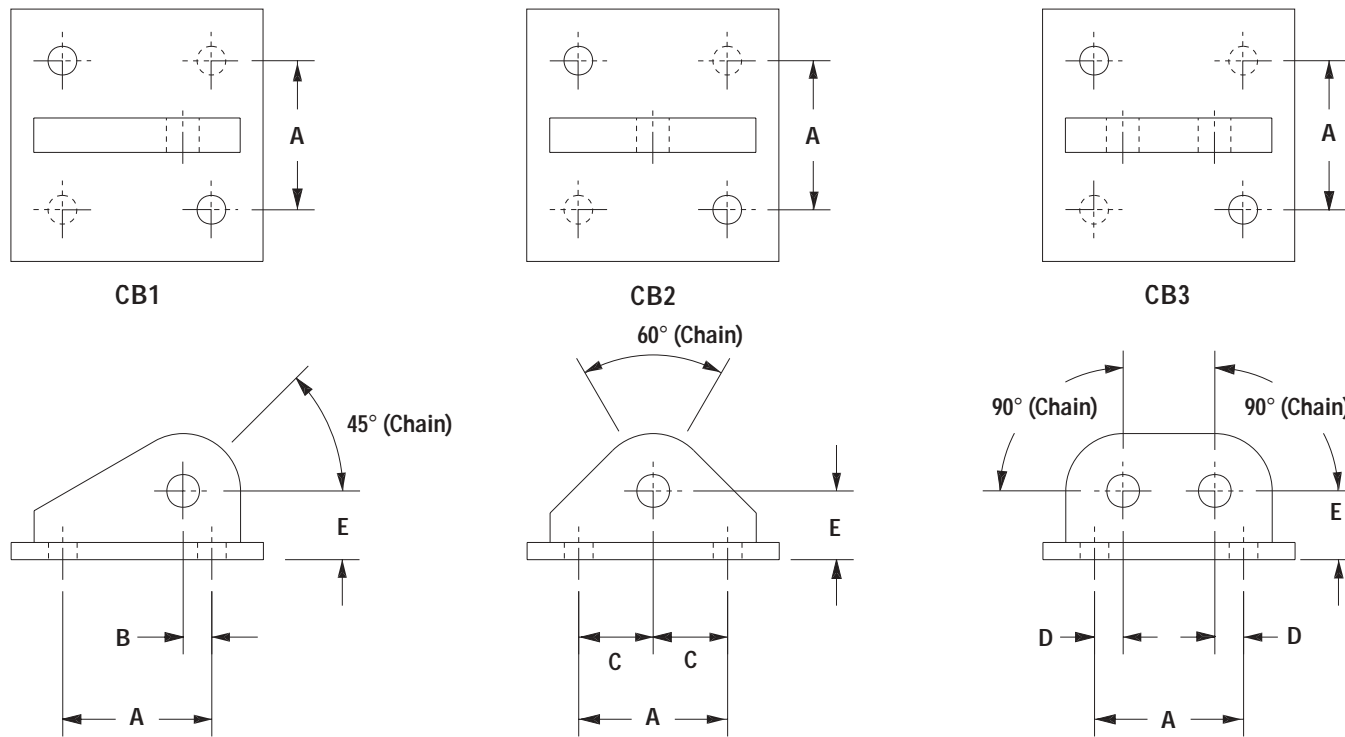 A
A
A
CB1
CB2
CB3
60° (Chain)
45° (Chain)
90° (Chain)
90° (Chain)
E
E
E
B
C
C
D
D
A
A
A